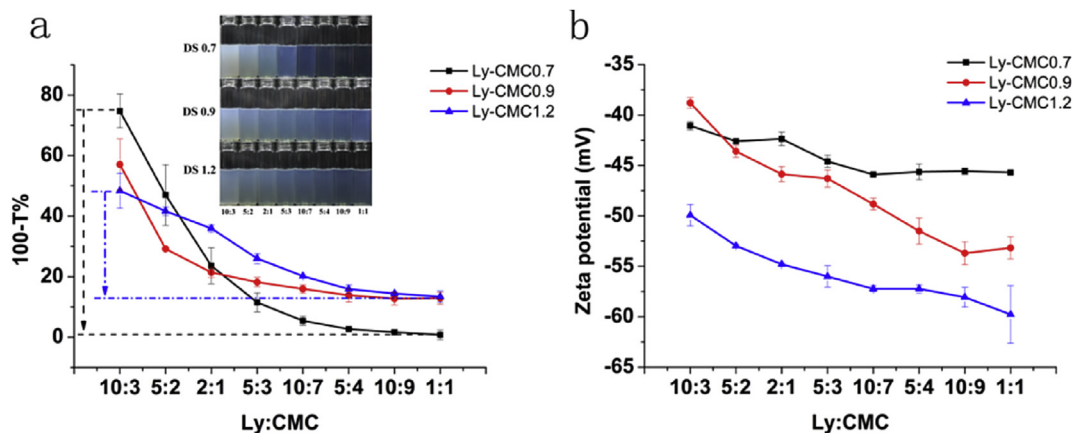 a
DS 0.7
DS 0.9
DS 1.2
10:3 5:2 2:1 5:3 10:7 5:4 10:9 1:1
Ly-CMC0.7
Ly-CMC0.9
Ly-CMC1.2
100-T%
80
60
40
20
0
10:3 5:2 2:1 5:3 10:7 5:4 10:9 1:1
Ly:CMC
b
Ly-CMC0.7
Ly-CMC0.9
Ly-CMC1.2
Zeta potential (mV)
-35
-40
-45
-50
-55
-60
-65
10:3 5:2 2:1 5:3 10:7 5:4 10:9 1:1
Ly:CMC